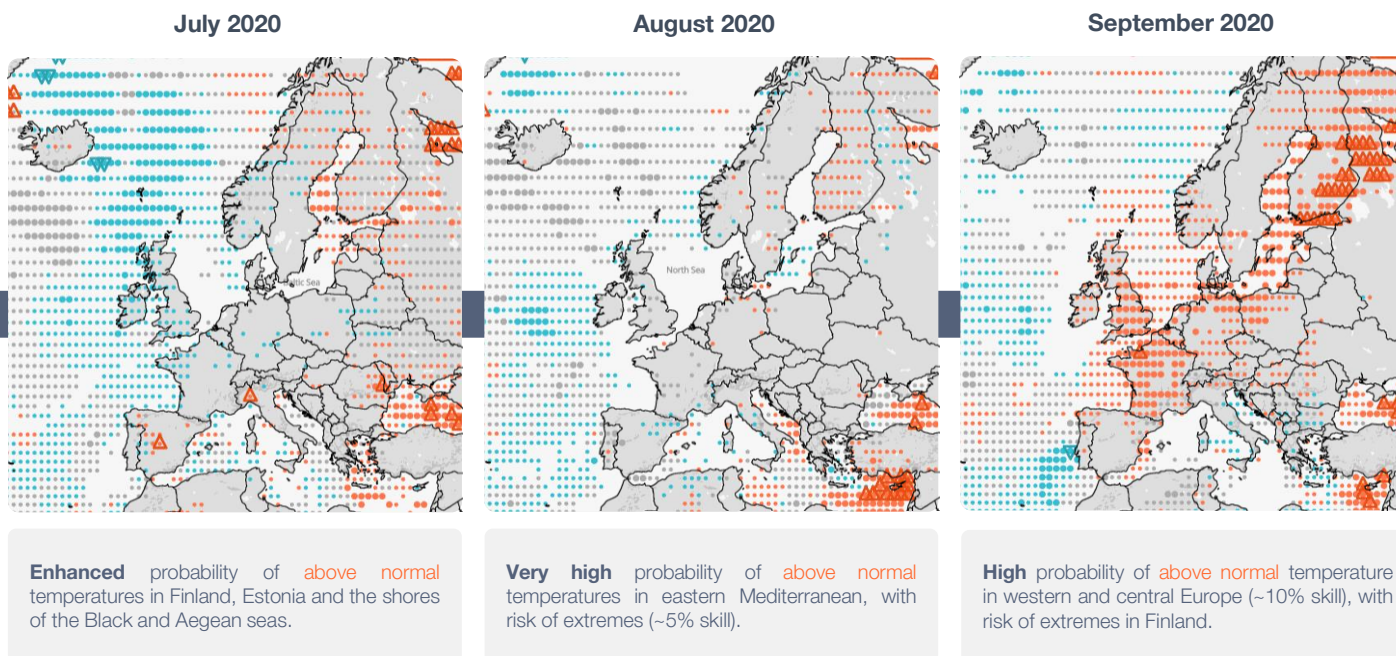 July 2020
August 2020
September 2020
North Sea
Enhanced probability of above normal
temperatures in Finland, Estonia and the shores
of the Black and Aegean seas.
Very high probability of above normal
temperatures in eastern Mediterranean, with
risk of extremes (~5% skill).
High probability of above normal temperature
in western and central Europe (~10% skill), with
risk of extremes in Finland.